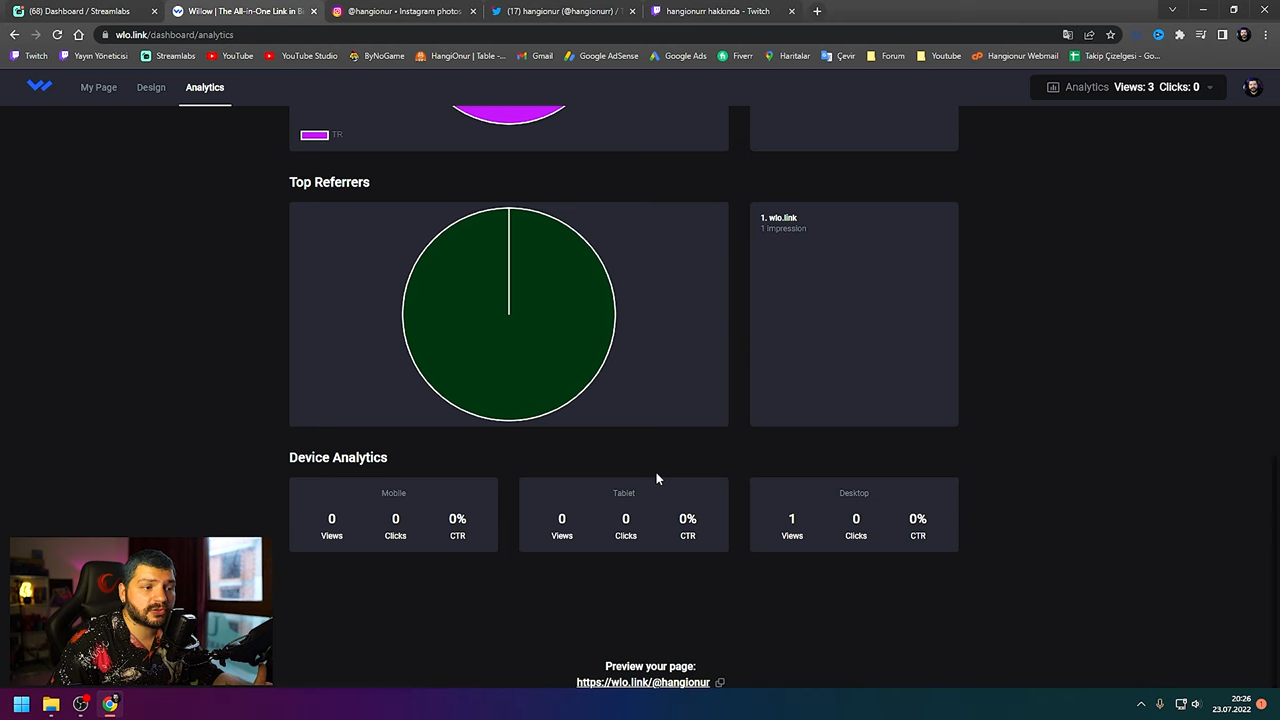 (68) Dashboard / Streamlabs
Willow | The All-in-One Link in Bi
@hangionur • Instagram photo
(17) hangionur (@hangionurr) / T
hangionurr hakkında - Twitch
wlo.link/dashboard/analytics
Twitch
Yayın Yöneticisi
Streamlabs
YouTube
YouTube Studio
ByNoGame
HangiOnur | Table -...
Gmail
Google AdSense
Google Ads
Fiverr
Haritalar
Çevir
Forum
Youtube
Hangionur Webmail
Takip Çizelgesi - Go...
My Page
Design
Analytics
Analytics Views: 3 Clicks: 0
TR
Top Referrers
1. wlo.link
1 Impression
Device Analytics
Mobile
Tablet
Desktop
0 0 0%
Views Clicks CTR
0 0 0%
Views Clicks CTR
1 0 0%
Views Clicks CTR
Preview your page:
https://wlo.link/@hangionur
20:26
23.07.2022
1